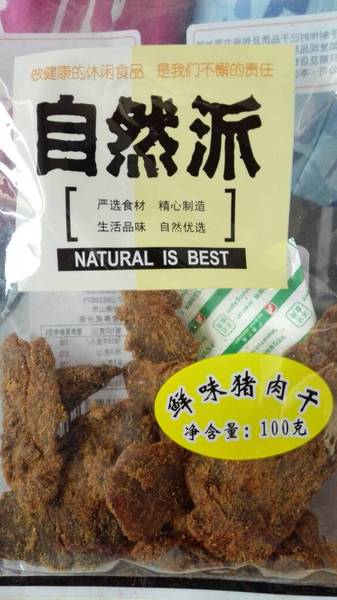 做健康的休闲食品 是我们不懈的责任
自然派
严选食材 精心制造
生活品味 自然优选
NATURAL IS BEST
鲜味猪肉干
净含量：100克